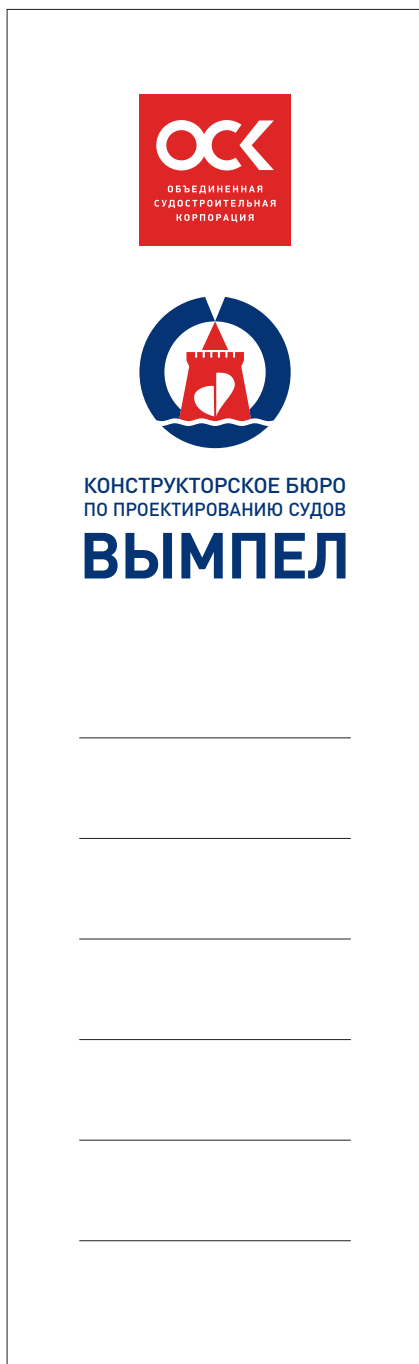 ОСК
ОБЪЕДИНЕННАЯ
СУДОСТРОИТЕЛЬНАЯ
КОРПОРАЦИЯ
КОНСТРУКТОРСКОЕ БЮРО
ПО ПРОЕКТИРОВАНИЮ СУДОВ
ВЫМПЕЛ